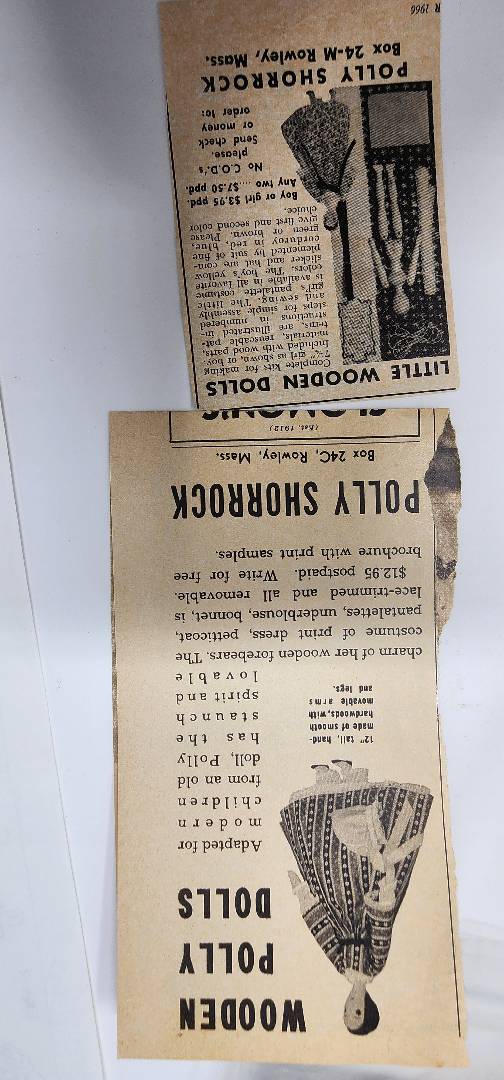 WOODEN
POLLY
DOLLS
Adapted for
modern
children
from an old
doll, Polly
has the
staunch
spirit and
lovable
12" tall, hand-
made of smooth
hardwoods, with
movable arms
and legs.
charm of her wooden forebears. The
costume of print dress, petticoat,
pantalettes, underblouse, bonnet, is
lace-trimmed and all removable.
$12.95 postpaid. Write for free
brochure with print samples.
POLLY SHORROCK
Box 24C, Rowley, Mass.
(Est. 1912)
LITTLE WOODEN DOLLS
Complete kits for making
7¼" girl as shown, or boy.
Included with wood parts,
materials, reuseable pat-
terns, are illustrated in-
structions in numbered
steps for simple assembly
and sewing. The little
girl's pantalette costume
is available in all favorite
colors. The boy's yellow
slicker and hat are com-
plemented by suit of fine
corduroy in red, blue,
green or brown. Please
give first and second color
choice.
Boy or girl $3.95 ppd.
Any two ....$7.50 ppd.
No C.O.D.'s
please.
Send check
or money
order to:
POLLY SHORROCK
Box 24-M Rowley, Mass.
R 1966